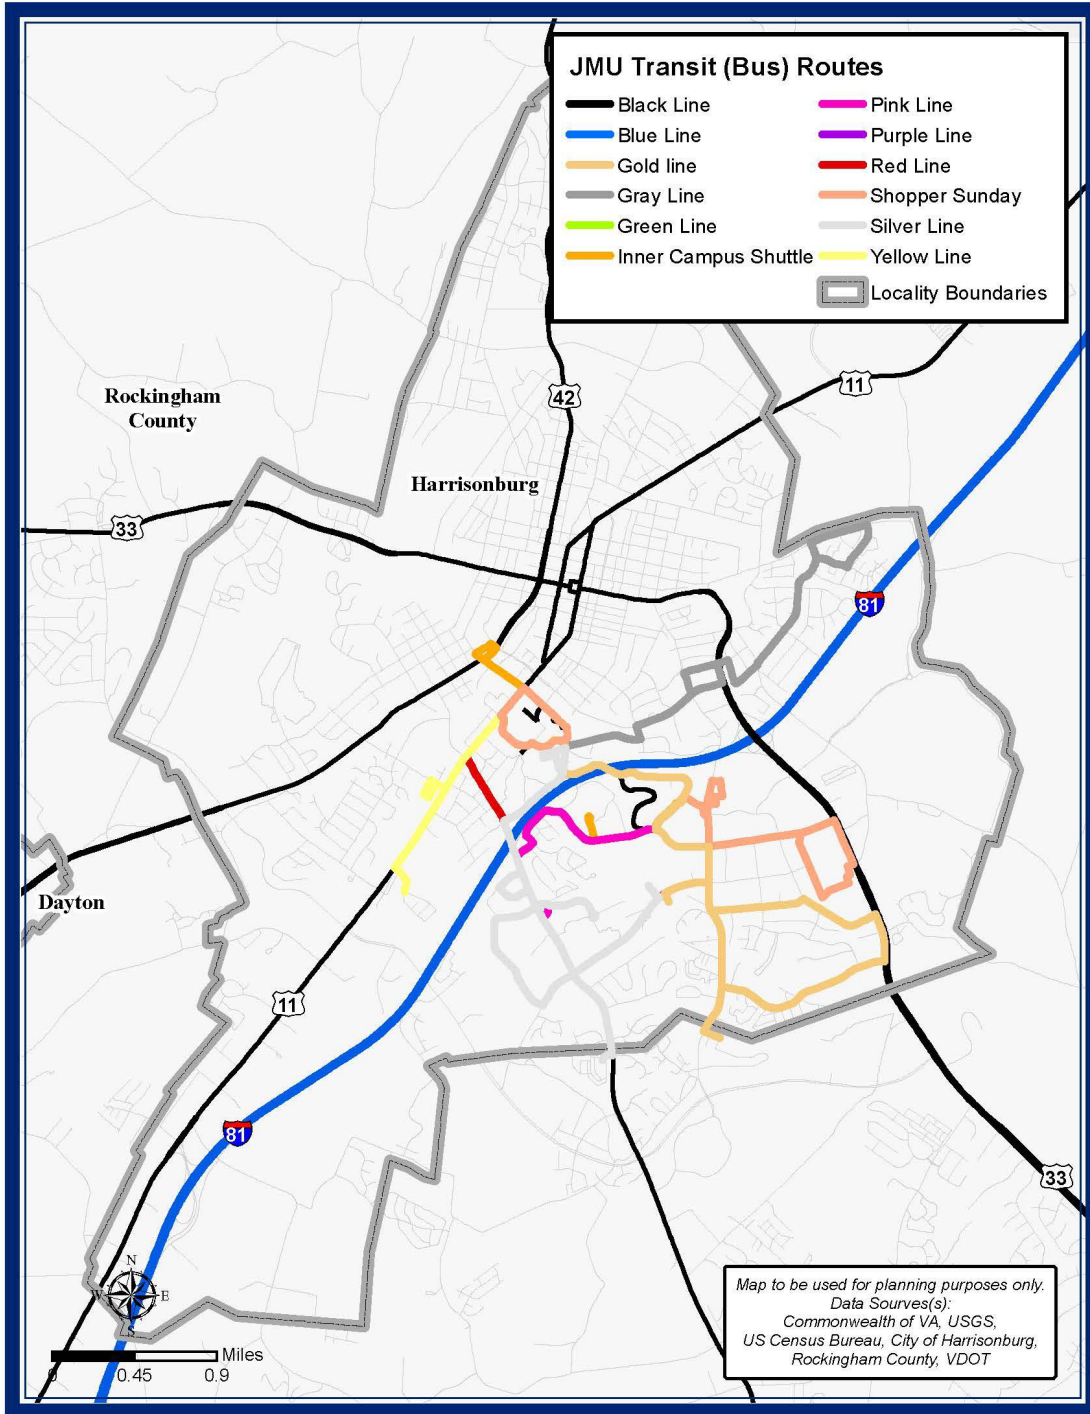 JMU Transit (Bus) Routes
Black Line
Blue Line
Gold line
Gray Line
Green Line
Inner Campus Shuttle
Pink Line
Purple Line
Red Line
Shopper Sunday
Silver Line
Yellow Line
Locality Boundaries
11
42
Rockingham
County
Harrisonburg
33
81
Dayton
11
81
33
N
W E
S
Miles
0 0.45 0.9
Map to be used for planning purposes only.
Data Sourves(s):
Commonwealth of VA, USGS,
US Census Bureau, City of Harrisonburg,
Rockingham County, VDOT